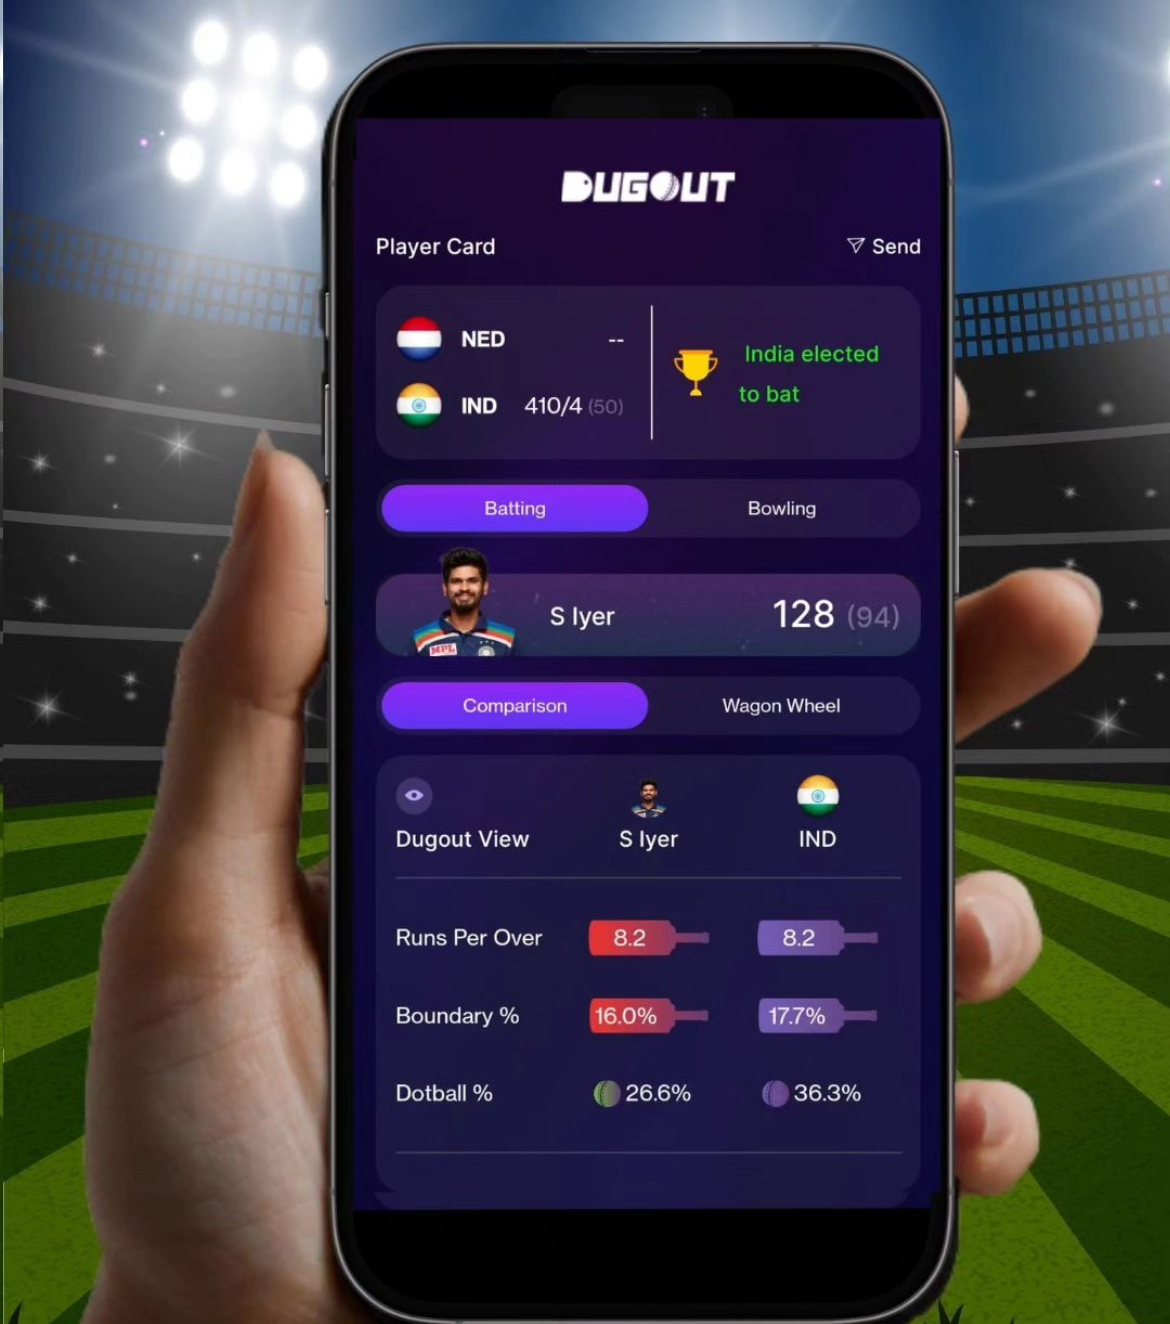 DUGOUT
Player Card
Send
NED --
IND 410/4 (50)
India elected
to bat
Batting Bowling
MPL
S Iyer 128 (94)
Comparison Wagon Wheel
Dugout View S Iyer IND
Runs Per Over 8.2 8.2
Boundary % 16.0% 17.7%
Dotball % 26.6% 36.3%